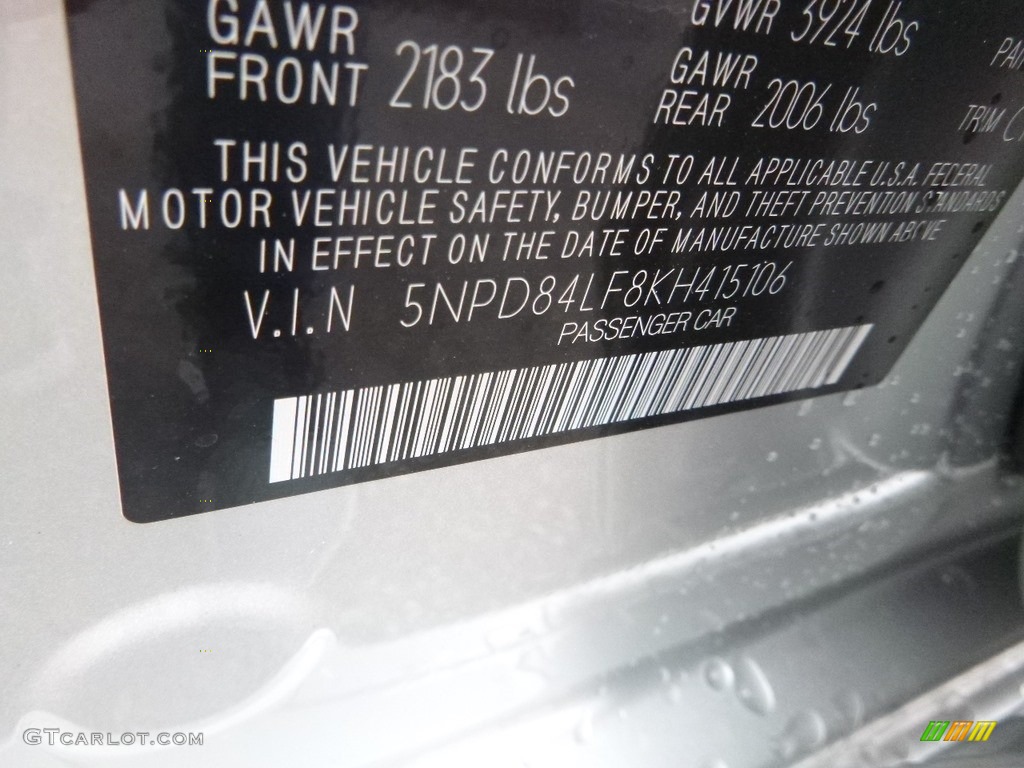 GAWR FRONT 2183 lbs
GVWR 3924 lbs
GAWR REAR 2006 lbs
TRIM
THIS VEHICLE CONFORMS TO ALL APPLICABLE U.S.A. FEDERAL
MOTOR VEHICLE SAFETY, BUMPER, AND THEFT PREVENTION STANDARDS
IN EFFECT ON THE DATE OF MANUFACTURE SHOWN ABOVE
V.I.N 5NPD84LF8KH415106
PASSENGER CAR
GTCARLOT.COM